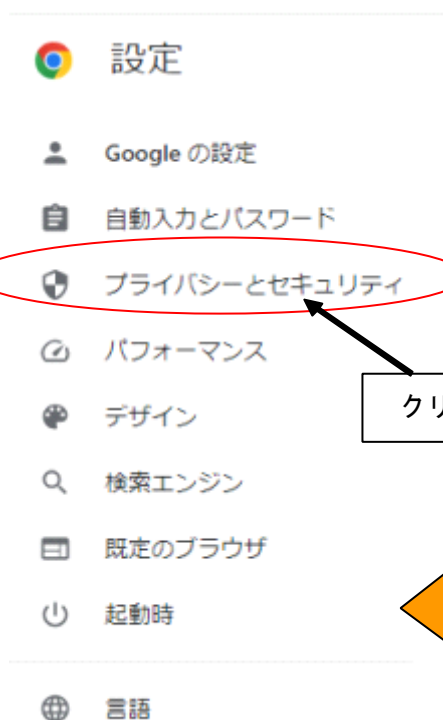 設定
Google の設定
自動入力とパスワード
プライバシーとセキュリティ
パフォーマンス
クリ
デザイン
検索エンジン
既定のブラウザ
起動時
言語